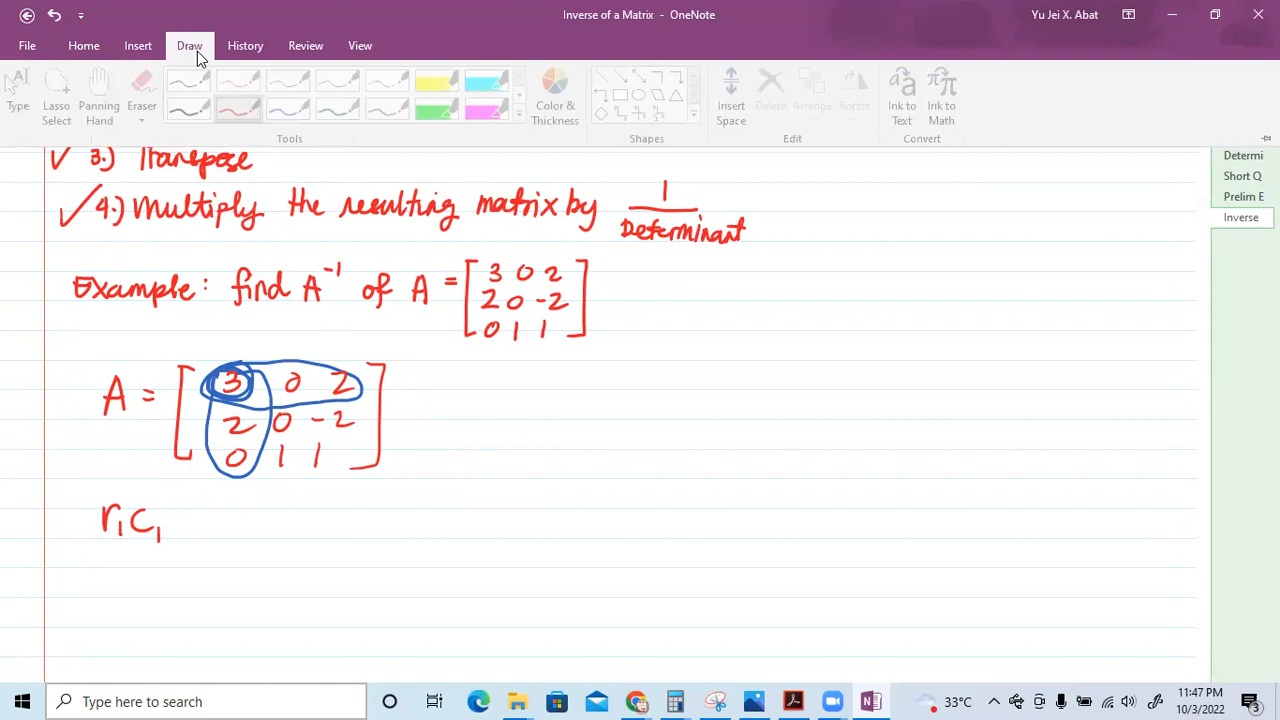 Inverse of a Matrix - OneNote
Yu Jei X. Abat
File Home Insert Draw History Review View
Type
Lasso Select
Panning Hand
Eraser
Color & Thickness
Insert Space
Delete
Arrange
Rotate
Ink to Text
Ink to Math
Tools
Shapes
Edit
Convert
3.) Transpose
4.) Multiply the resulting matrix by 1/Determinant
Example: find A⁻¹ of A = [3 0 2
2 0 -2
0 1 1]
A = [3 0 2
2 0 -2
0 1 1]
r₁c₁
Determi
Short Q
Prelim E
Inverse
Type here to search
33°C
11:47 PM
10/3/2022
3